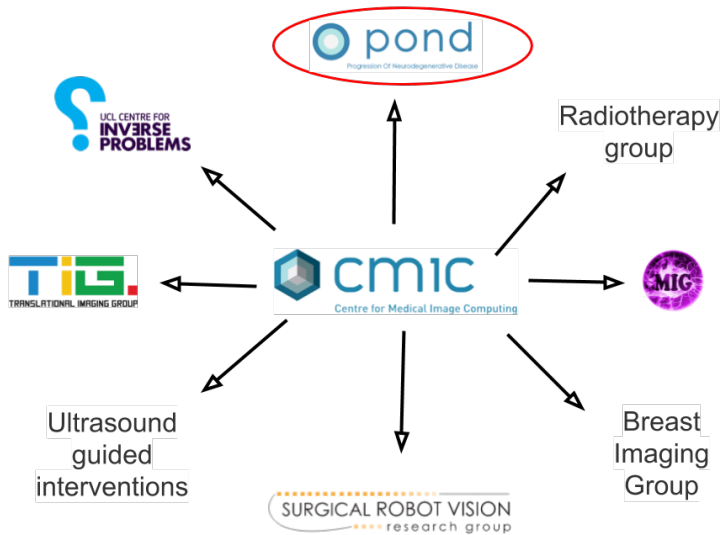 pond
Progression Of Neurodegenerative Disease
UCL CENTRE FOR
INVERSE
PROBLEMS
Radiotherapy
group
TiG.
TRANSLATIONAL IMAGING GROUP
cmic
Centre for Medical Image Computing
MIG
Ultrasound
guided
interventions
Breast
Imaging
Group
SURGICAL ROBOT VISION
research group